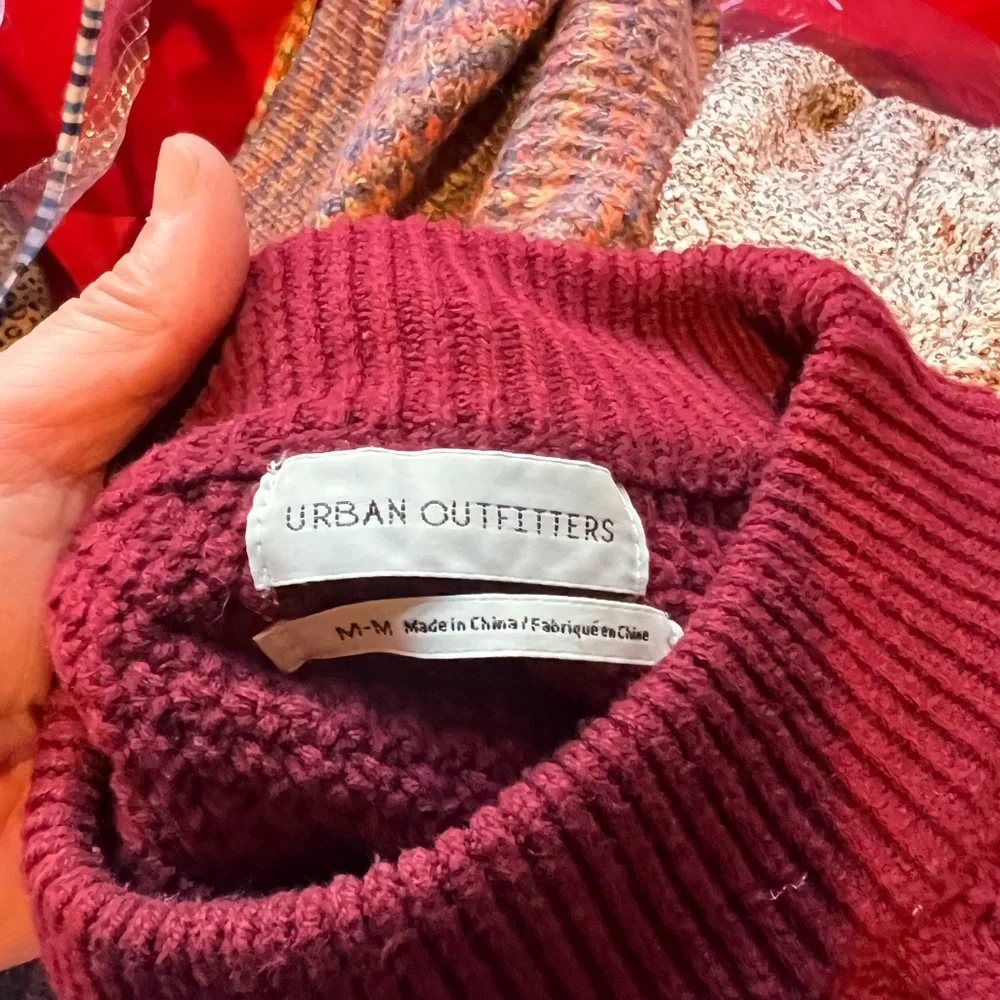 URBAN OUTFITTERS
M-M Made in China / Fabriqué en Chine